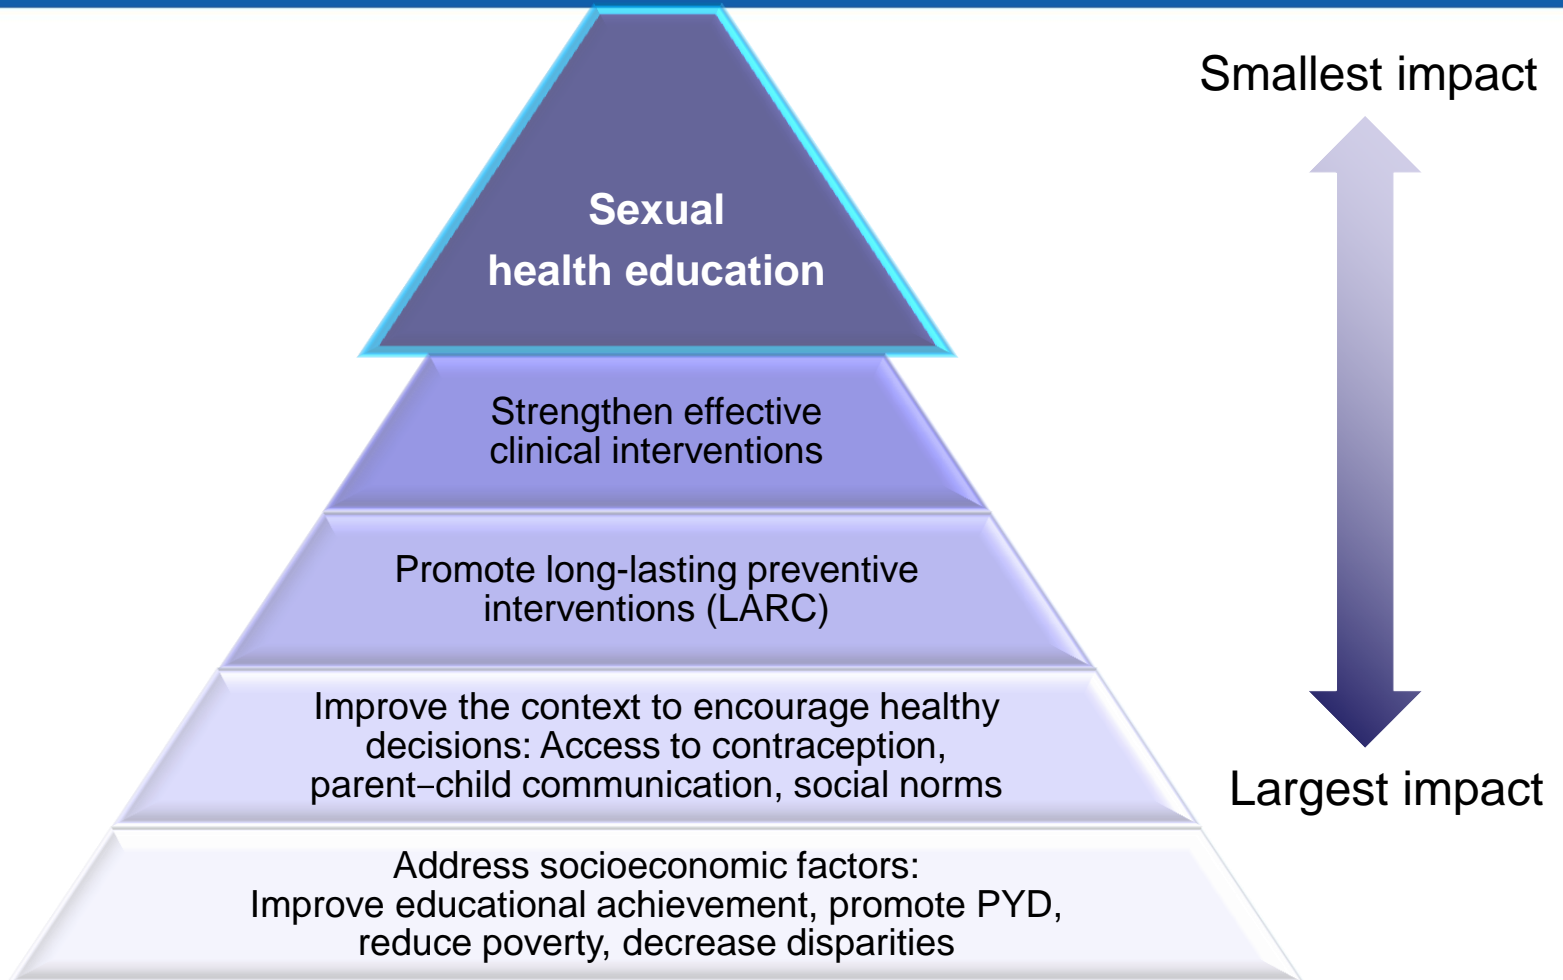 Smallest impact
Sexual
health education
Strengthen effective
clinical interventions
Promote long-lasting preventive
interventions (LARC)
Improve the context to encourage healthy
decisions: Access to contraception,
parent–child communication, social norms
Largest impact
Address socioeconomic factors:
Improve educational achievement, promote PYD,
reduce poverty, decrease disparities